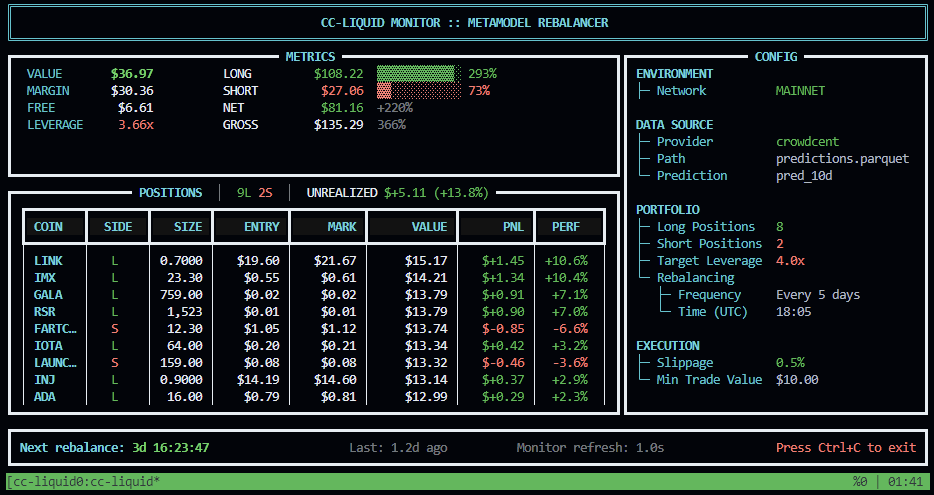 CC-LIQUID MONITOR :: METAMODEL REBALANCER
METRICS
VALUE $36.97 LONG $108.22 293%
MARGIN $30.36 SHORT $27.06 73%
FREE $6.61 NET $81.16 +220%
LEVERAGE 3.66x GROSS $135.29 366%
POSITIONS | 9L 2S | UNREALIZED $+5.11 (+13.8%)
COIN SIDE SIZE ENTRY MARK VALUE PNL PERF
LINK L 0.7000 $19.60 $21.67 $15.17 $+1.45 +10.6%
IMX L 23.30 $0.55 $0.61 $14.21 $+1.34 +10.4%
GALA L 759.00 $0.02 $0.02 $13.79 $+0.91 +7.1%
RSR L 1,523 $0.01 $0.01 $13.79 $+0.90 +7.0%
FARTC… S 12.30 $1.05 $1.12 $13.74 $-0.85 -6.6%
IOTA L 64.00 $0.20 $0.21 $13.34 $+0.42 +3.2%
LAUNC… S 159.00 $0.08 $0.08 $13.32 $-0.46 -3.6%
INJ L 0.9000 $14.19 $14.60 $13.14 $+0.37 +2.9%
ADA L 16.00 $0.79 $0.81 $12.99 $+0.29 +2.3%
CONFIG
ENVIRONMENT
Network MAINNET
DATA SOURCE
Provider crowdcent
Path predictions.parquet
Prediction pred_10d
PORTFOLIO
Long Positions 8
Short Positions 2
Target Leverage 4.0x
Rebalancing
Frequency Every 5 days
Time (UTC) 18:05
EXECUTION
Slippage 0.5%
Min Trade Value $10.00
Next rebalance: 3d 16:23:47 Last: 1.2d ago Monitor refresh: 1.0s Press Ctrl+C to exit
[cc-liquid0:cc-liquid* %0 | 01:41